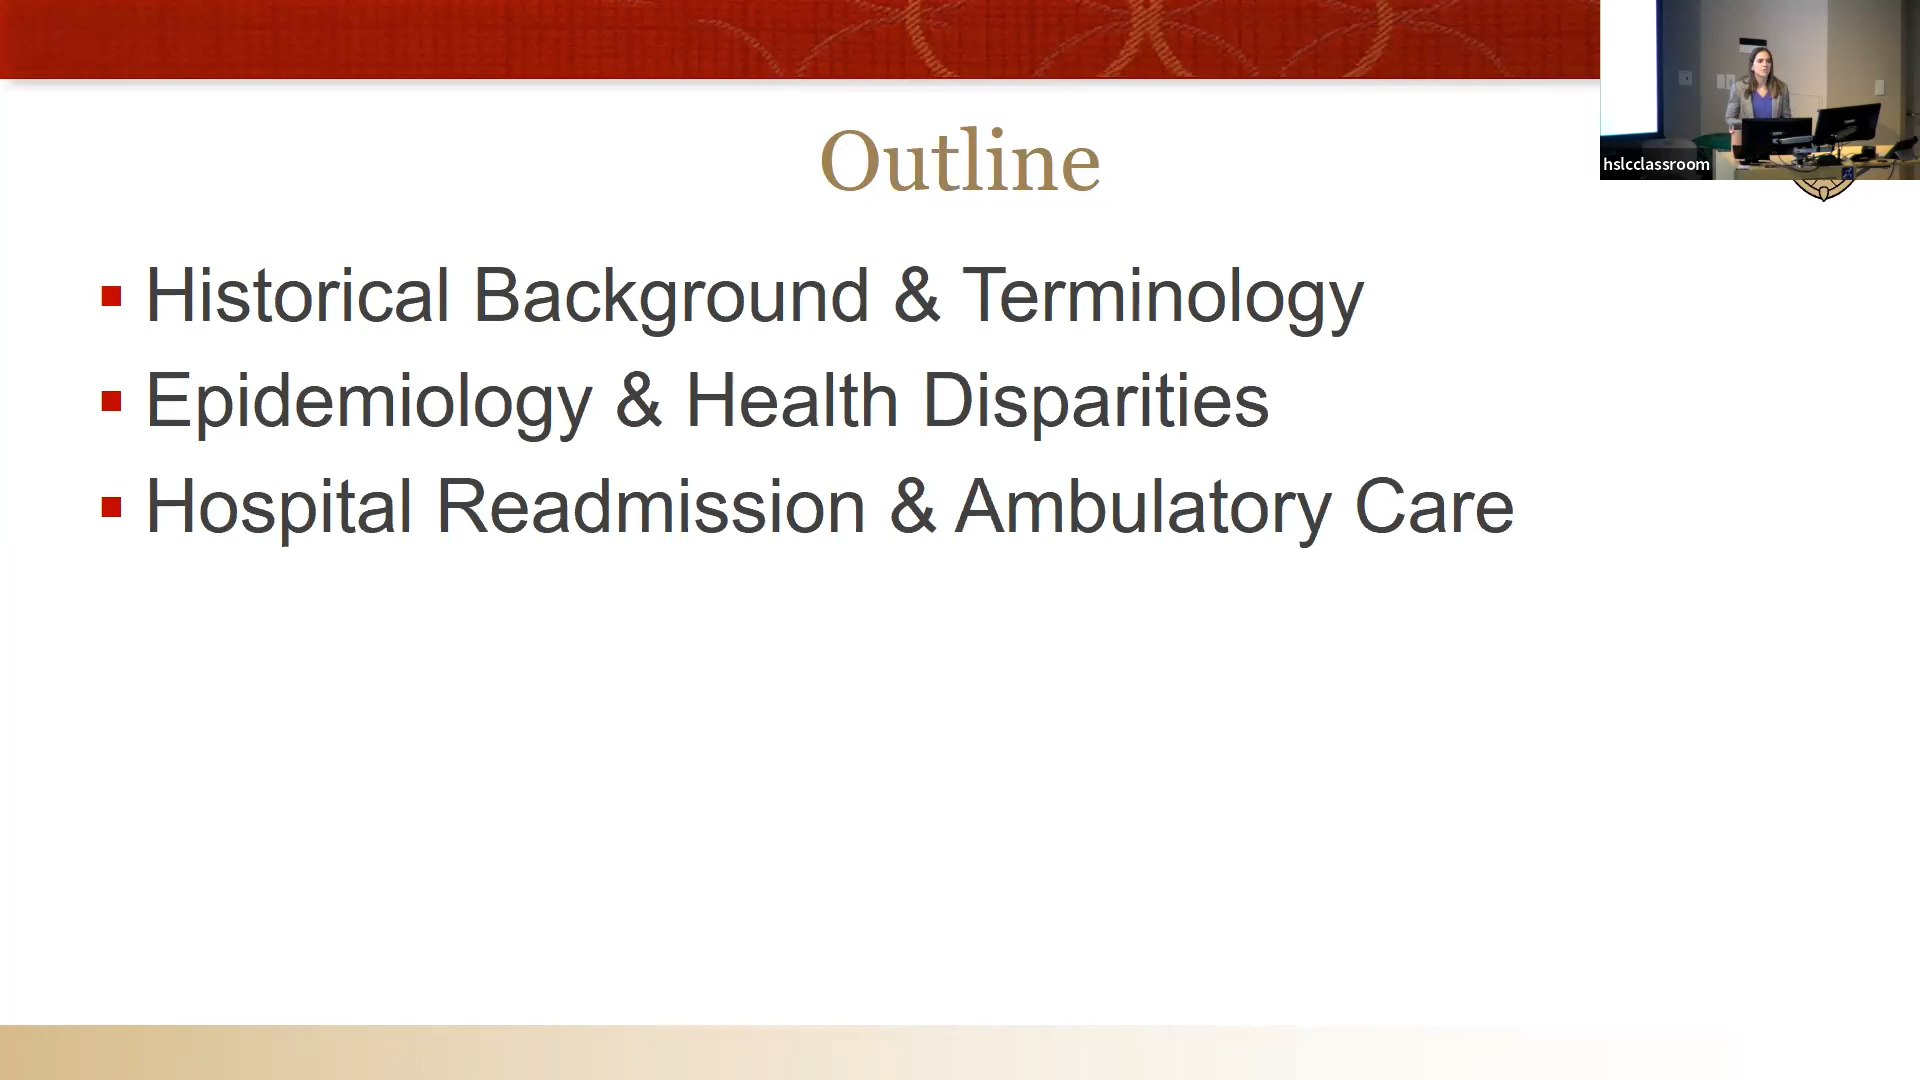 Outline
Historical Background & Terminology
Epidemiology & Health Disparities
Hospital Readmission & Ambulatory Care
hslcclassroom